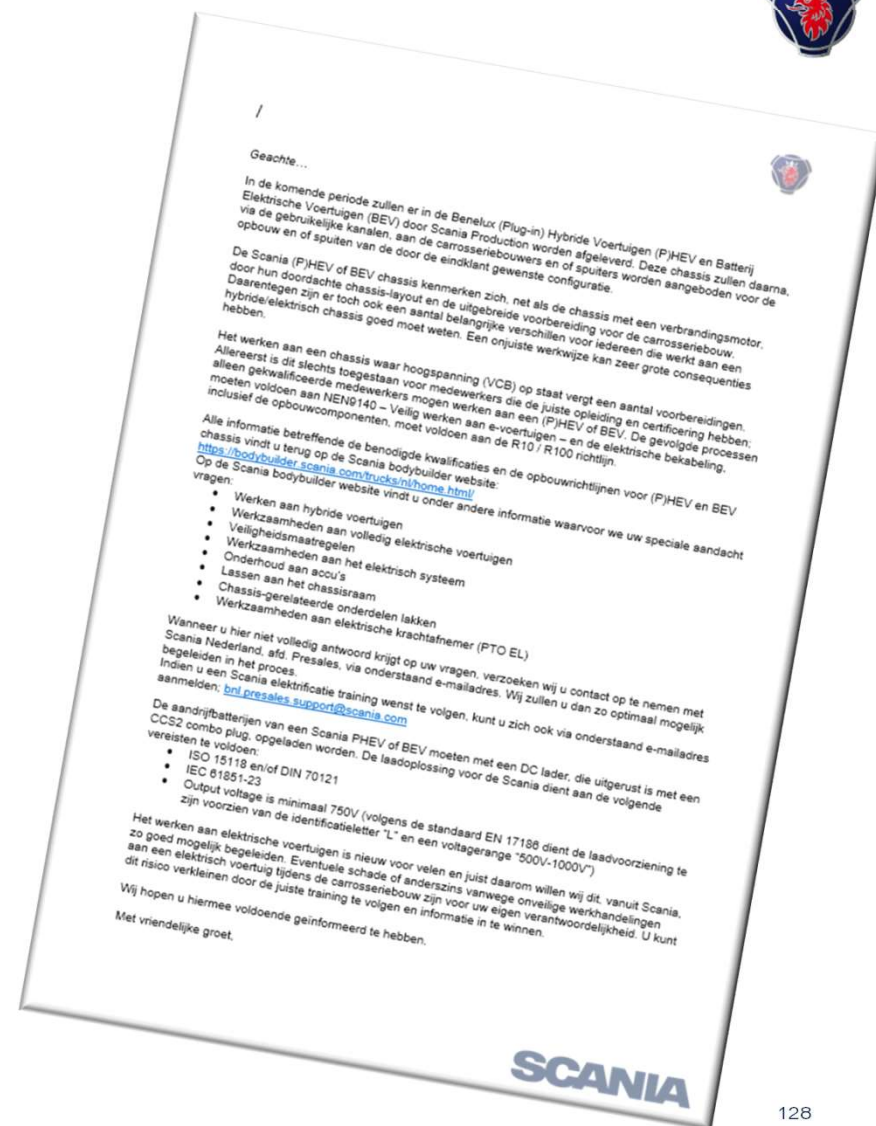 /
Geachte...
In de komende periode zullen er in de Benelux (Plug-in) Hybride Voertuigen (P)HEV en Batterij
Elektrische Voertuigen (BEV) door Scania Production worden afgeleverd. Deze chassis zullen daarna,
via de gebruikelijke kanalen, aan de carrosseriebouwers en of spuiters worden aangeboden voor de
opbouw en of spuiten van de door de eindklant gewenste configuratie.
De Scania (P)HEV of BEV chassis kenmerken zich, net als de chassis met een verbrandingsmotor,
door hun doordachte chassis-layout en de uitgebreide voorbereiding voor de carrosseriebouw.
Daarentegen zijn er toch ook een aantal belangrijke verschillen voor iedereen die werkt aan een
hybride/elektrisch chassis goed moet weten. Een onjuiste werkwijze kan zeer grote consequenties
hebben.
Het werken aan een chassis waar hoogspanning (VCB) op staat vergt een aantal voorbereidingen.
Allereerst is dit slechts toegestaan voor medewerkers die de juiste opleiding en certificering hebben;
alleen gekwalificeerde medewerkers mogen werken aan een (P)HEV of BEV. De gevolgde processen
moeten voldoen aan NEN9140 – Veilig werken aan e-voertuigen – en de elektrische bekabeling,
inclusief de opbouwcomponenten, moet voldoen aan de R10 / R100 richtlijn.
Alle informatie betreffende de benodigde kwalificaties en de opbouwrichtlijnen voor (P)HEV en BEV
chassis vindt u terug op de Scania bodybuilder website:
https://bodybuilder.scania.com/trucks/nl/home.html/
Op de Scania bodybuilder website vindt u onder andere informatie waarvoor we uw speciale aandacht
vragen:
• Werken aan hybride voertuigen
• Werkzaamheden aan volledig elektrische voertuigen
• Veiligheidsmaatregelen
• Werkzaamheden aan het elektrisch systeem
• Onderhoud aan accu's
• Lassen aan het chassisraam
• Chassis-gerelateerde onderdelen lakken
• Werkzaamheden aan elektrische krachtafnemer (PTO EL)
Wanneer u hier niet volledig antwoord krijgt op uw vragen, verzoeken wij u contact op te nemen met
Scania Nederland, afd. Presales, via onderstaand e-mailadres. Wij zullen u dan zo optimaal mogelijk
begeleiden in het proces.
Indien u een Scania elektrificatie training wenst te volgen, kunt u zich ook via onderstaand e-mailadres
aanmelden; bnl.presales.support@scania.com
De aandrijfbatterijen van een Scania PHEV of BEV moeten met een DC lader, die uitgerust is met een
CCS2 combo plug, opgeladen worden. De laadoplossing voor de Scania dient aan de volgende
vereisten te voldoen:
• ISO 15118 en/of DIN 70121
• IEC 61851-23
• Output voltage is minimaal 750V (volgens de standaard EN 17186 dient de laadvoorziening te
zijn voorzien van de identificatieletter "L" en een voltagerange "500V-1000V")
Het werken aan elektrische voertuigen is nieuw voor velen en juist daarom willen wij dit, vanuit Scania,
zo goed mogelijk begeleiden. Eventuele schade of anderszins vanwege onveilige werkhandelingen
aan een elektrisch voertuig tijdens de carrosseriebouw zijn voor uw eigen verantwoordelijkheid. U kunt
dit risico verkleinen door de juiste training te volgen en informatie in te winnen.
Wij hopen u hiermee voldoende geïnformeerd te hebben.
Met vriendelijke groet,
SCANIA
128